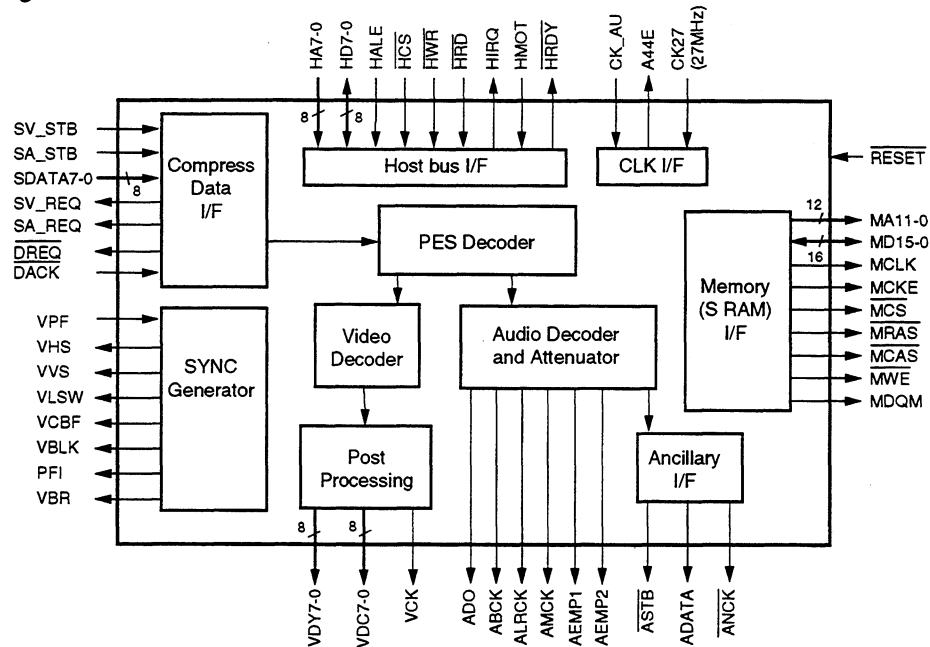 HA7-0
HD7-0
HALE
HCS
HWR
HRD
HIRQ
HMOT
HRDY
CK_AU
A44E
CK27
(27MHz)
8
8
Host bus I/F
CLK I/F
SV_STB
SA_STB
SDATA7-0
8
SV_REQ
SA_REQ
DREQ
DACK
Compress
Data
I/F
RESET
PES Decoder
12
MA11-0
MD15-0
16
MCLK
MCKE
MCS
MRAS
MCAS
MWE
MDQM
Memory
(S RAM)
I/F
VPF
VHS
VVS
VLSW
VCBF
VBLK
PFI
VBR
SYNC
Generator
Video
Decoder
Audio Decoder
and Attenuator
Post
Processing
Ancillary
I/F
8
8
VDY7-0
VDC7-0
VCK
ADO
ABCK
ALRCK
AMCK
AEMP1
AEMP2
ASTB
ADATA
ANCK